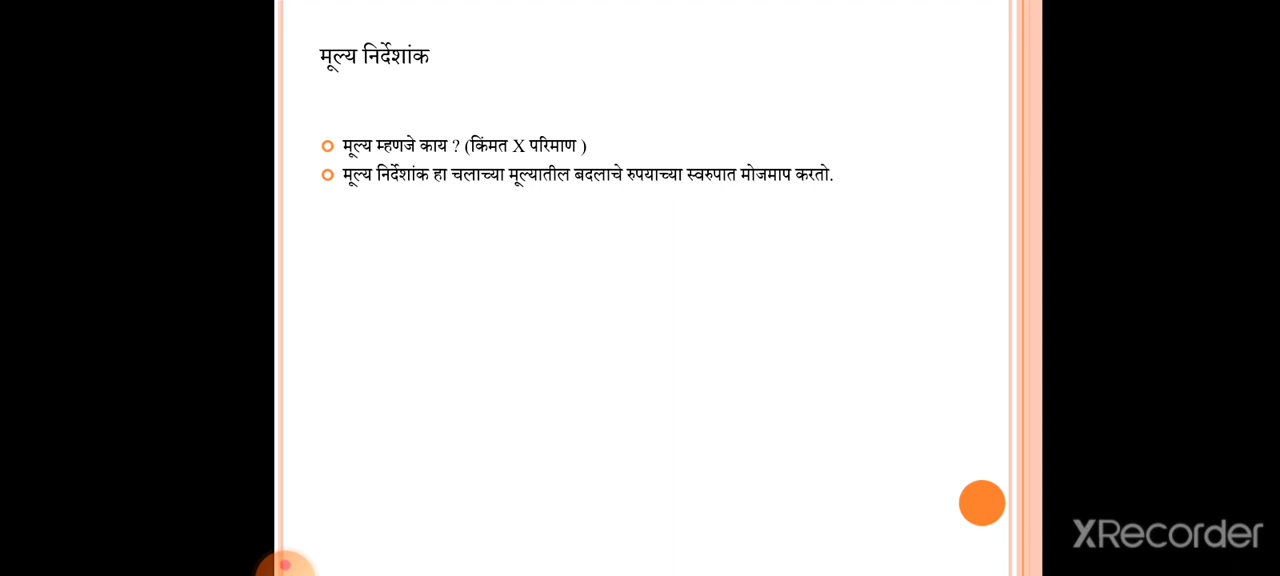 मूल्य निर्देशांक
मूल्य म्हणजे काय ? (किंमत X परिमाण )
मूल्य निर्देशांक हा चलाच्या मूल्यातील बदलाचे रुपयाच्या स्वरुपात मोजमाप करतो.
XRecorder